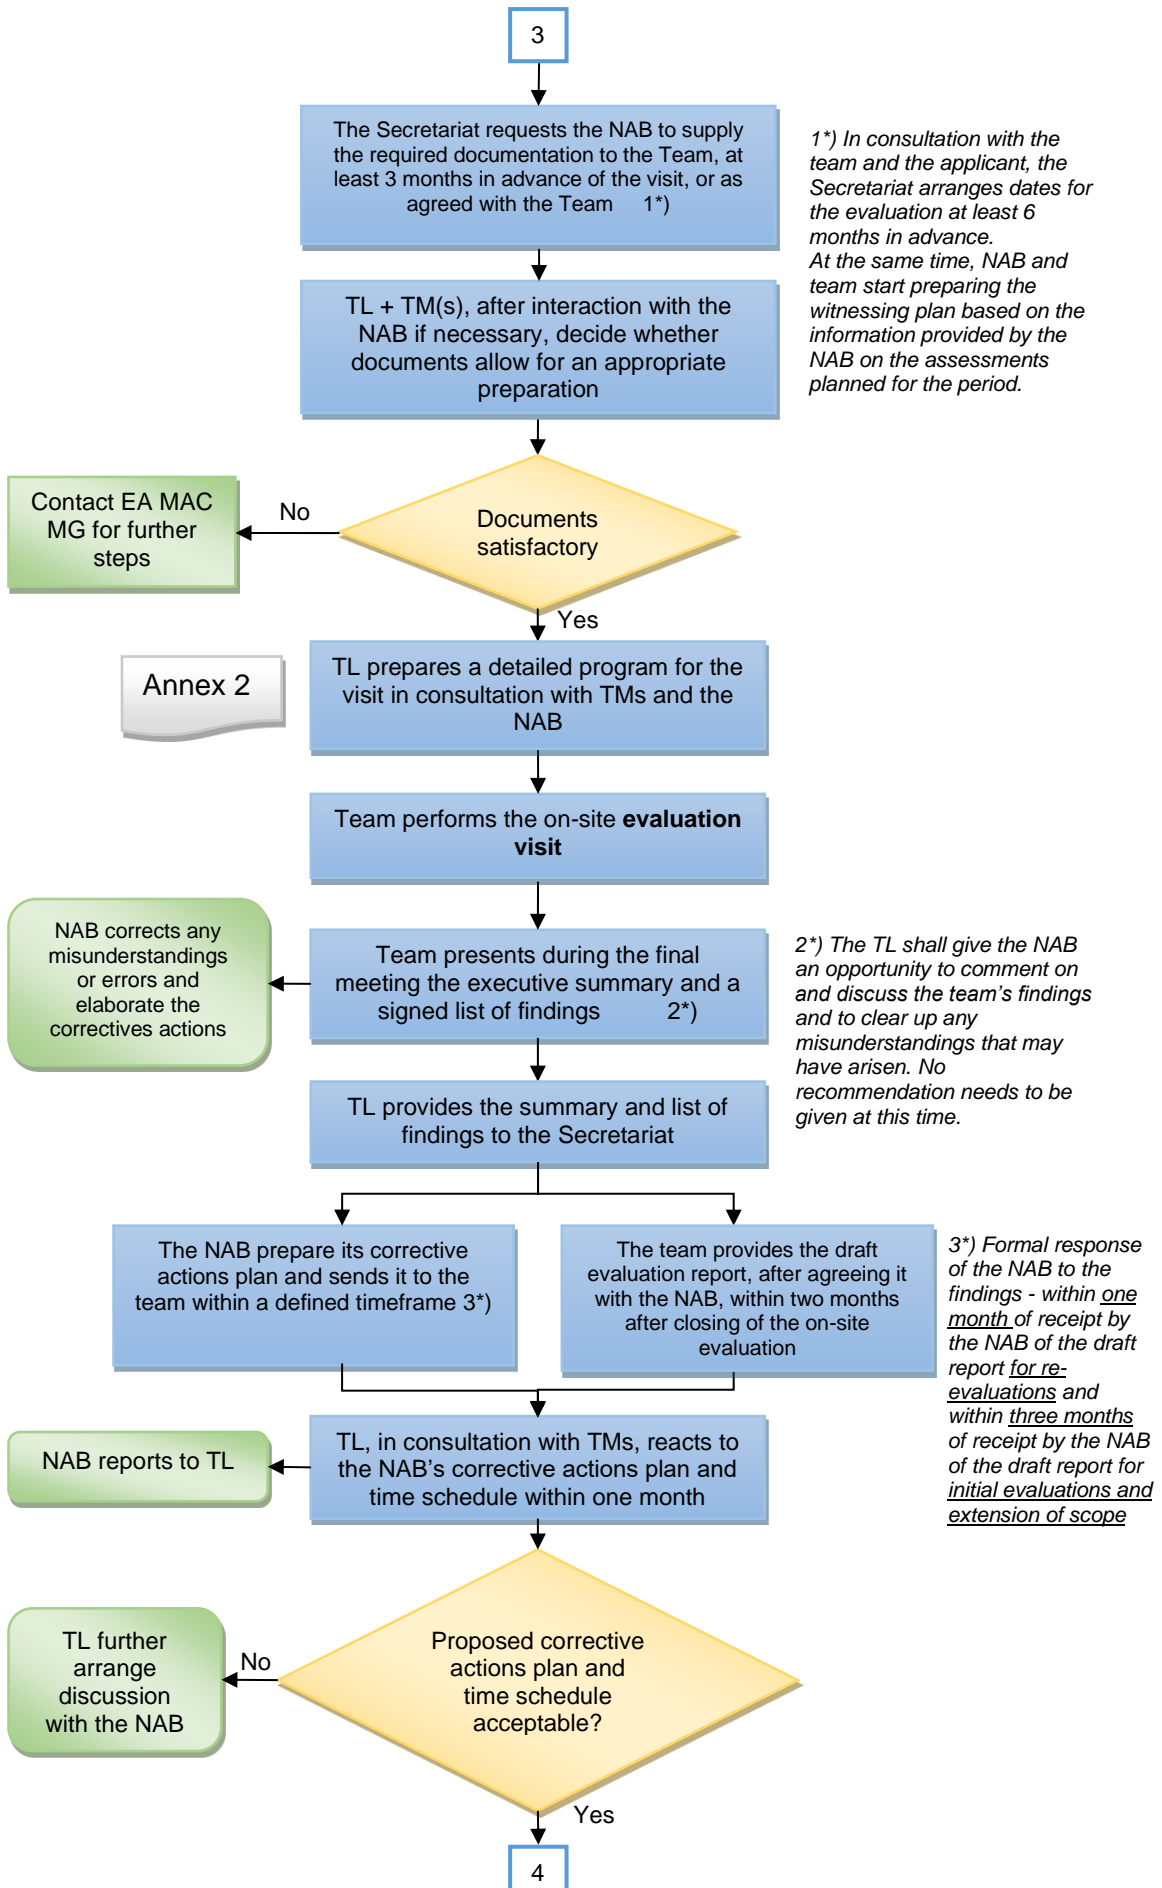 3
The Secretariat requests the NAB to supply
the required documentation to the Team, at
least 3 months in advance of the visit, or as
agreed with the Team 1*)
1*) In consultation with the
team and the applicant, the
Secretariat arranges dates for
the evaluation at least 6
months in advance.
At the same time, NAB and
team start preparing the
witnessing plan based on the
information provided by the
NAB on the assessments
planned for the period.
TL + TM(s), after interaction with the
NAB if necessary, decide whether
documents allow for an appropriate
preparation
Documents
satisfactory
No
Contact EA MAC
MG for further
steps
Yes
Annex 2
TL prepares a detailed program for the
visit in consultation with TMs and the
NAB
Team performs the on-site evaluation
visit
NAB corrects any
misunderstandings
or errors and
elaborate the
correctives actions
Team presents during the final
meeting the executive summary and a
signed list of findings 2*)
2*) The TL shall give the NAB
an opportunity to comment on
and discuss the team's findings
and to clear up any
misunderstandings that may
have arisen. No
recommendation needs to be
given at this time.
TL provides the summary and list of
findings to the Secretariat
The NAB prepare its corrective
actions plan and sends it to the
team within a defined timeframe 3*)
The team provides the draft
evaluation report, after agreeing it
with the NAB, within two months
after closing of the on-site
evaluation
3*) Formal response
of the NAB to the
findings - within one
month of receipt by
the NAB of the draft
report for re-
evaluations and
within three months
of receipt by the NAB
of the draft report for
initial evaluations and
extension of scope
NAB reports to TL
TL, in consultation with TMs, reacts to
the NAB's corrective actions plan and
time schedule within one month
Proposed corrective
actions plan and
time schedule
acceptable?
No
TL further
arrange
discussion
with the NAB
Yes
4